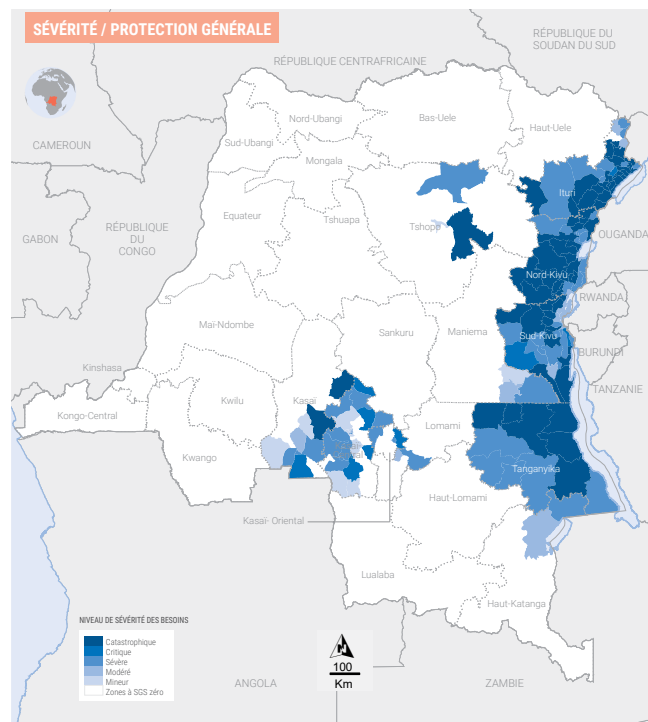 SÉVÉRITÉ / PROTECTION GÉNÉRALE
RÉPUBLIQUE DU
SOUDAN DU SUD
RÉPUBLIQUE CENTRAFRICAINE
CAMEROUN
Nord-Ubangi
Bas-Uele
Haut-Uele
Sud-Ubangi
Mongala
Ituri
Equateur
Tshuapa
Tshopo
GABON
RÉPUBLIQUE
DU
CONGO
OUGANDA
Nord-Kivu
RWANDA
Maï-Ndombe
Sankuru
Maniema
Sud-Kivu
BURUNDI
Kinshasa
TANZANIE
Kongo-Central
Kwilu
Kasaï
Lomami
Kwango
Tanganyika
Haut-Lomami
Kasaï- Oriental
Lualaba
Haut-Katanga
NIVEAU DE SÉVÉRITÉ DES BESOINS
Catastrophique
Critique
Sévère
Modéré
Mineur
Zones à SGS zéro
N
100
Km
ANGOLA
ZAMBIE